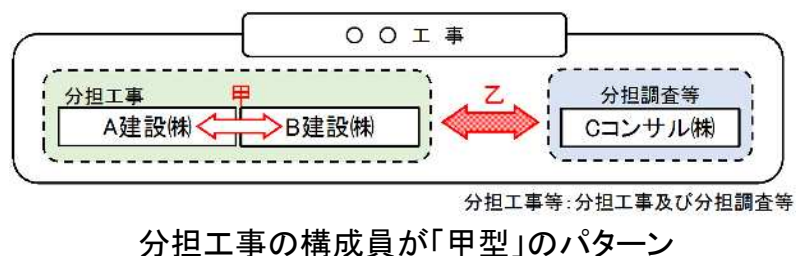 〇〇工事
分担工事
甲
乙
分担調査等
A建設㈱
B建設㈱
Cコンサル㈱
分担工事等:分担工事及び分担調査等
分担工事の構成員が「甲型」のパターン